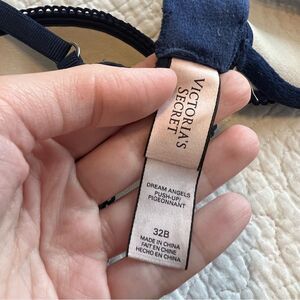 VICTORIA'S
SECRET
DREAM ANGELS
PUSH-UP/
PIGEONNANT
32B
MADE IN CHINA
FAIT EN CHINE
HECHO EN CHINA